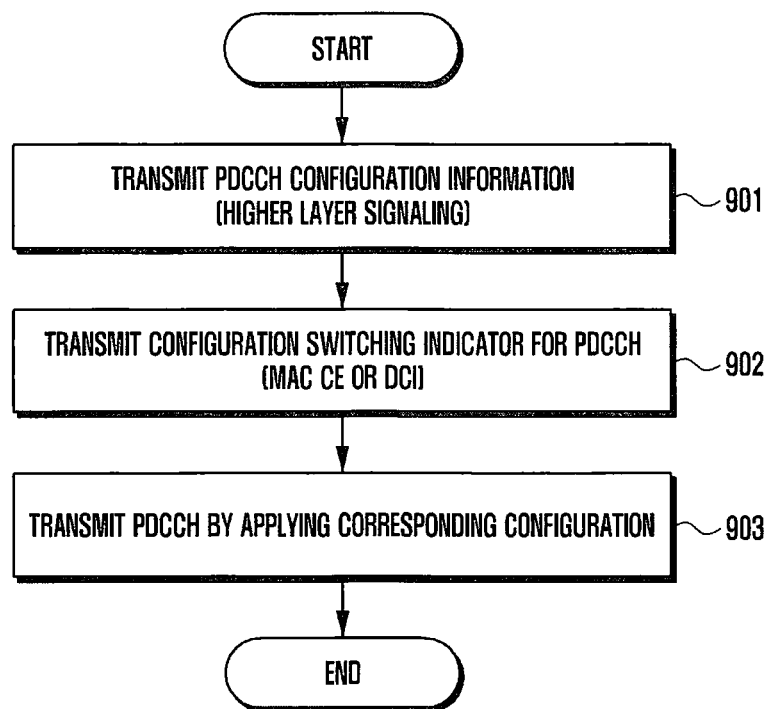 START
TRANSMIT PDCCH CONFIGURATION INFORMATION
(HIGHER LAYER SIGNALING)
901
TRANSMIT CONFIGURATION SWITCHING INDICATOR FOR PDCCH
(MAC CE OR DCI)
902
TRANSMIT PDCCH BY APPLYING CORRESPONDING CONFIGURATION
903
END